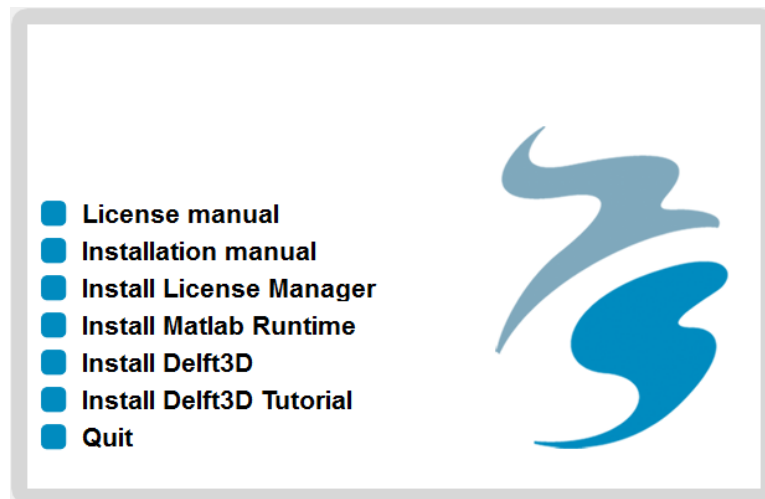 License manual
Installation manual
Install License Manager
Install Matlab Runtime
Install Delft3D
Install Delft3D Tutorial
Quit